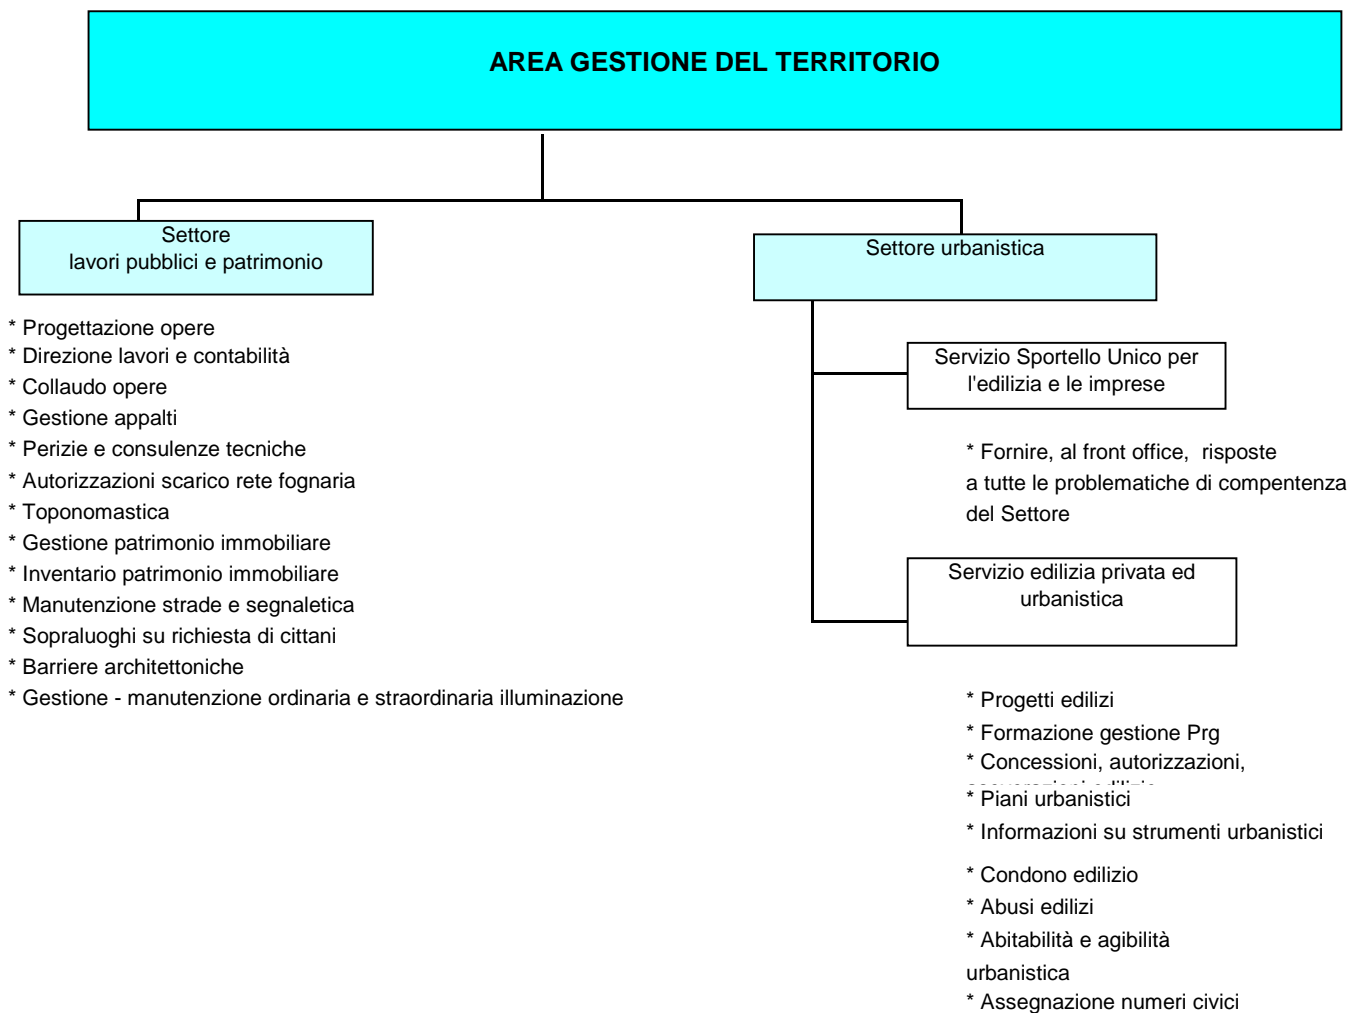 AREA GESTIONE DEL TERRITORIO
Settore
lavori pubblici e patrimonio
* Progettazione opere
* Direzione lavori e contabilità
* Collaudo opere
* Gestione appalti
* Perizie e consulenze tecniche
* Autorizzazioni scarico rete fognaria
* Toponomastica
* Gestione patrimonio immobiliare
* Inventario patrimonio immobiliare
* Manutenzione strade e segnaletica
* Sopraluoghi su richiesta di cittani
* Barriere architettoniche
* Gestione - manutenzione ordinaria e straordinaria illuminazione
Settore urbanistica
Servizio Sportello Unico per
l'edilizia e le imprese
* Fornire, al front office, risposte
a tutte le problematiche di compentenza
del Settore
Servizio edilizia privata ed
urbanistica
* Progetti edilizi
* Formazione gestione Prg
* Concessioni, autorizzazioni,
* Piani urbanistici
* Informazioni su strumenti urbanistici
* Condono edilizio
* Abusi edilizi
* Abitabilità e agibilità
urbanistica
* Assegnazione numeri civici